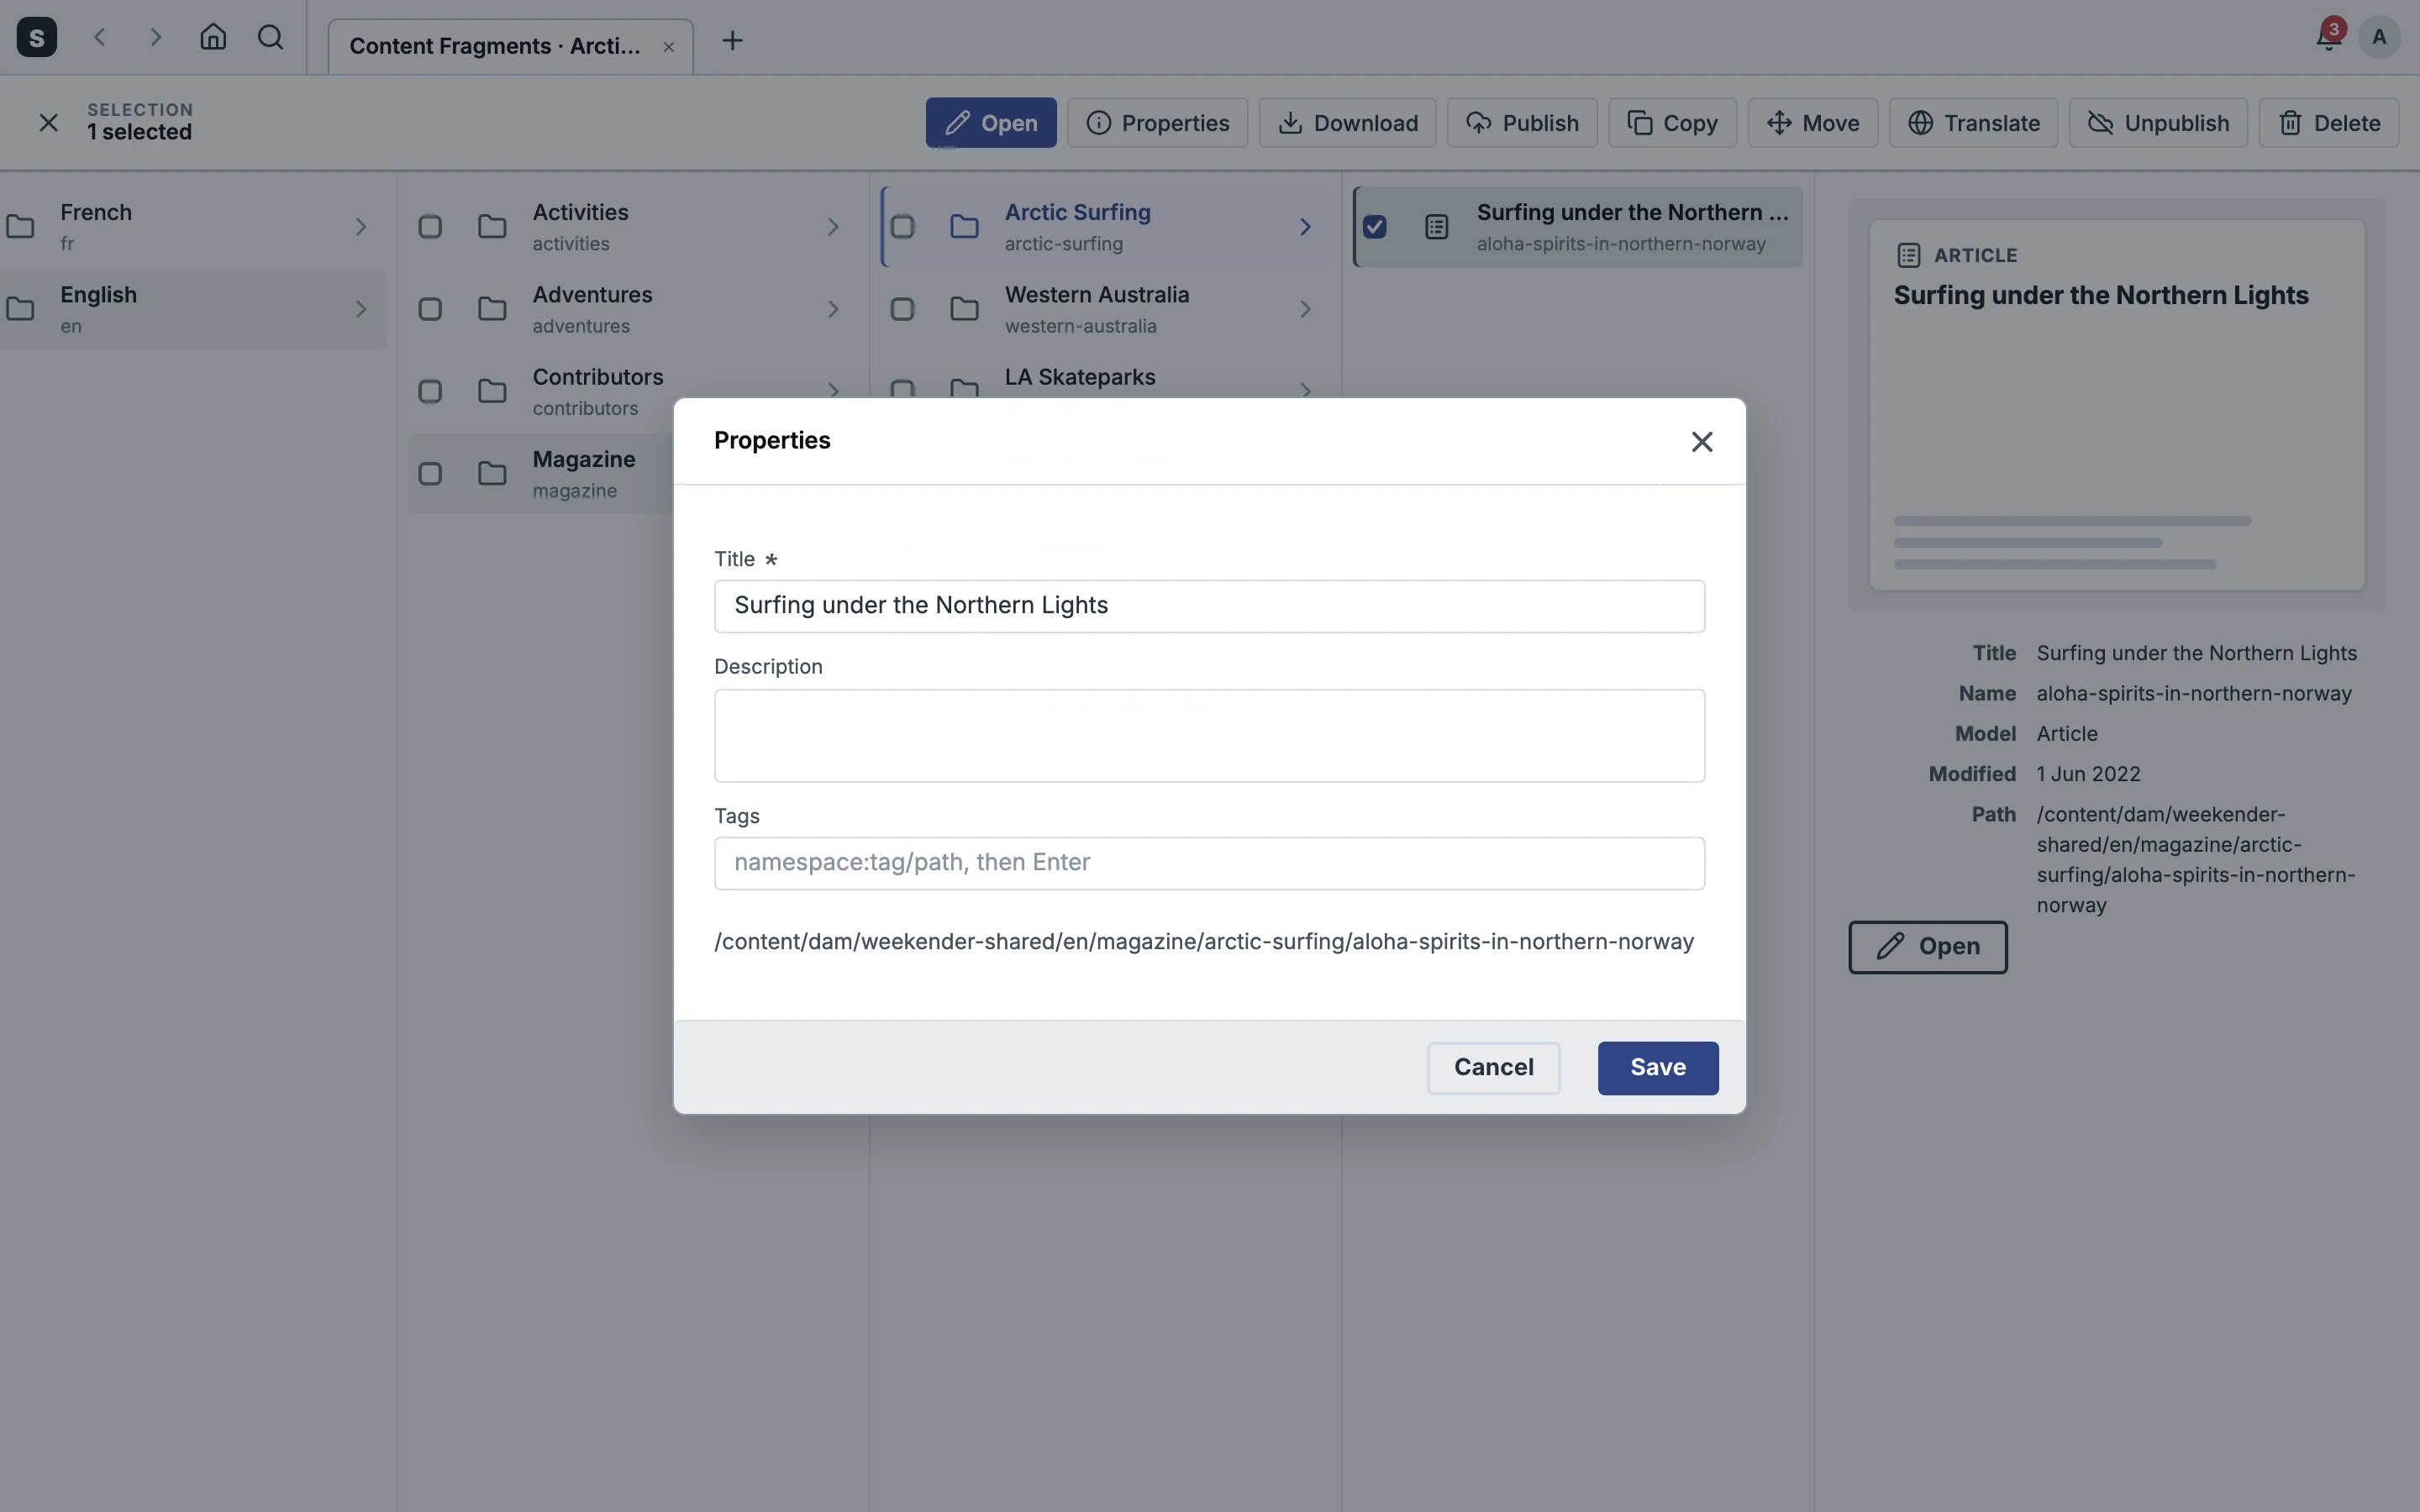 S
Content Fragments · Arcti...
3
A
SELECTION
1 selected
Open
Properties
Download
Publish
Copy
Move
Translate
Unpublish
Delete
French
fr
English
en
Activities
activities
Adventures
adventures
Contributors
contributors
Magazine
magazine
Arctic Surfing
arctic-surfing
Western Australia
western-australia
LA Skateparks
Surfing under the Northern ...
aloha-spirits-in-northern-norway
ARTICLE
Surfing under the Northern Lights
Title Surfing under the Northern Lights
Name aloha-spirits-in-northern-norway
Model Article
Modified 1 Jun 2022
Path /content/dam/weekender-
shared/en/magazine/arctic-
surfing/aloha-spirits-in-northern-
norway
Open
Properties
Title *
Surfing under the Northern Lights
Description
Tags
namespace:tag/path, then Enter
/content/dam/weekender-shared/en/magazine/arctic-surfing/aloha-spirits-in-northern-norway
Cancel
Save